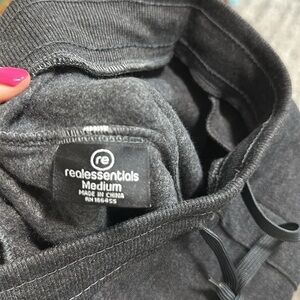 re
realessentials
Medium
MADE IN CHINA
RN 166455